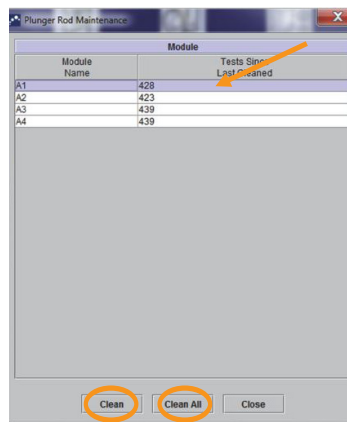 Plunger Rod Maintenance
Module
Module Name
Tests Since Last Cleaned
A1 428
A2 423
A3 439
A4 439
Clean Clean All Close